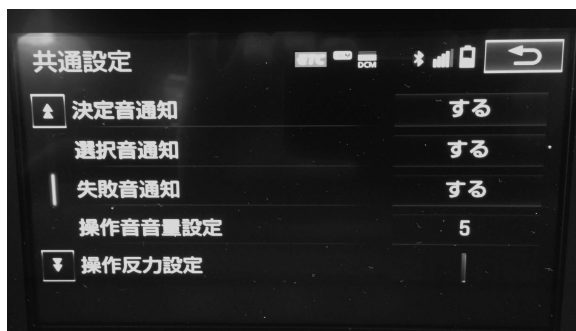 共通設定
ETC
DCM
決定音通知 する
選択音通知 する
失敗音通知 する
操作音音量設定 5
操作反力設定